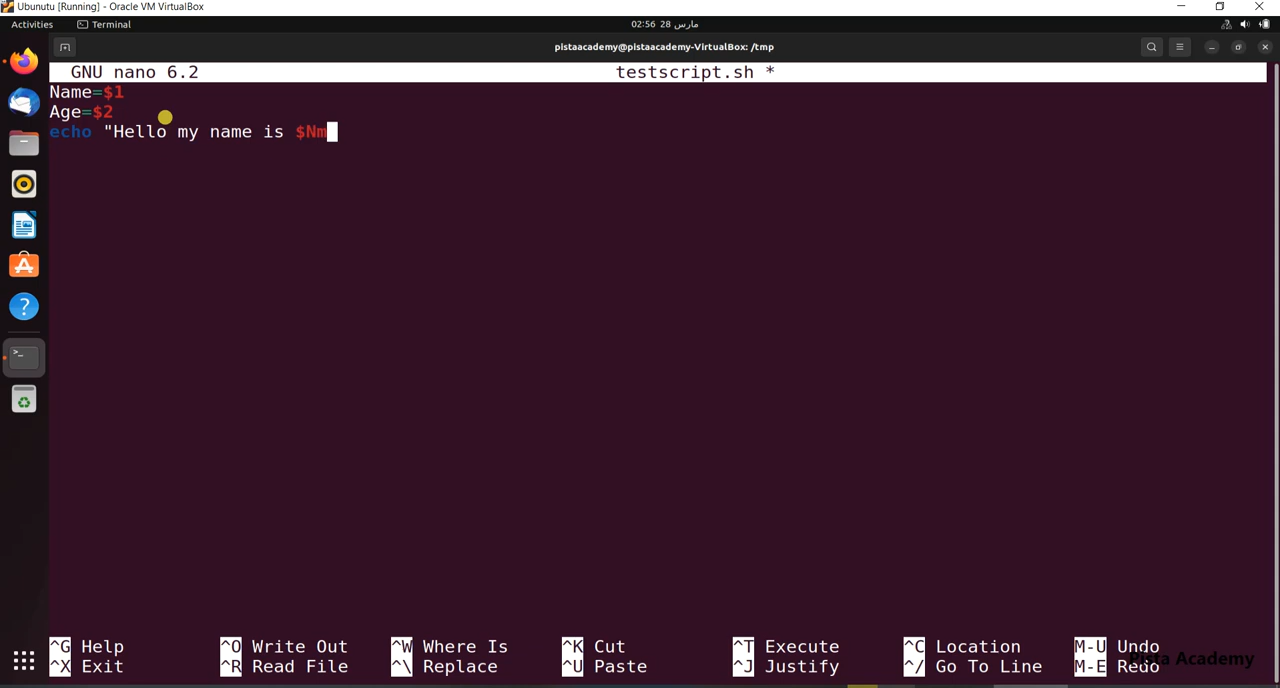 Ubunutu [Running] - Oracle VM VirtualBox
Activities Terminal 02:56 28 مارس
pistaacademy@pistaacademy-VirtualBox: /tmp
GNU nano 6.2 testscript.sh *
Name=$1
Age=$2
echo "Hello my name is $Nm
^G Help ^O Write Out ^W Where Is ^K Cut ^T Execute ^C Location M-U Undo
^X Exit ^R Read File ^\ Replace ^U Paste ^J Justify ^/ Go To Line M-E Redo
Pista Academy